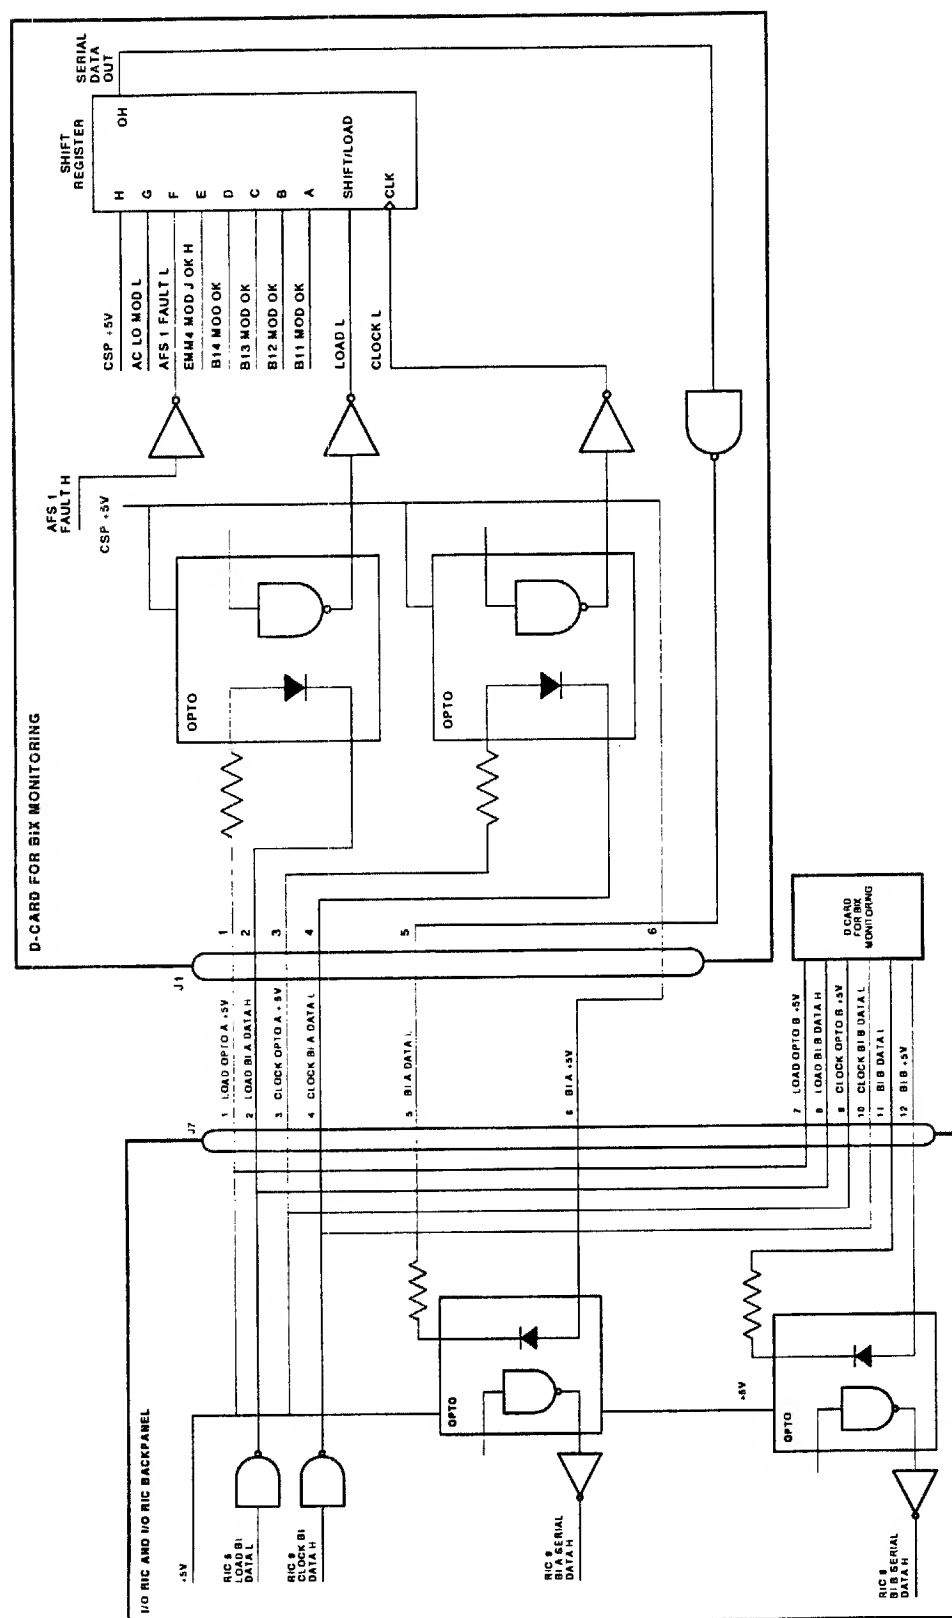 D-CARD FOR BIX MONITORING
SERIAL
DATA
OUT
SHIFT
REGISTER
OH
H
G
F
E
D
C
B
A
SHIFT/LOAD
CLK
CSP +5V
AC LO MOD L
AFS 1 FAULT L
EMM4 MOD J OK H
B14 MOD OK
B13 MOD OK
B12 MOD OK
B11 MOD OK
LOAD L
CLOCK L
AFS 1
FAULT H
CSP +5V
OPTO
OPTO
1
2
3
4
5
6
J1
D CARD
FOR BIX
MONITORING
1 LOAD OPTO A +5V
2 LOAD BI A DATA H
3 CLOCK OPTO A +5V
4 CLOCK BI A DATA L
5 BI A DATA L
6 BI A +5V
7 LOAD OPTO B +5V
8 LOAD BI B DATA H
9 CLOCK OPTO B +5V
10 CLOCK BI B DATA L
11 BI B DATA L
12 BI B +5V
J7
I/O RIC AND I/O RIC BACKPANEL
OPTO
+5V
OPTO
+5V
RIC 9
LOAD BI
DATA L
RIC 9
CLOCK BI
DATA H
RIC 9
BI A SERIAL
DATA H
RIC 9
BI B SERIAL
DATA H